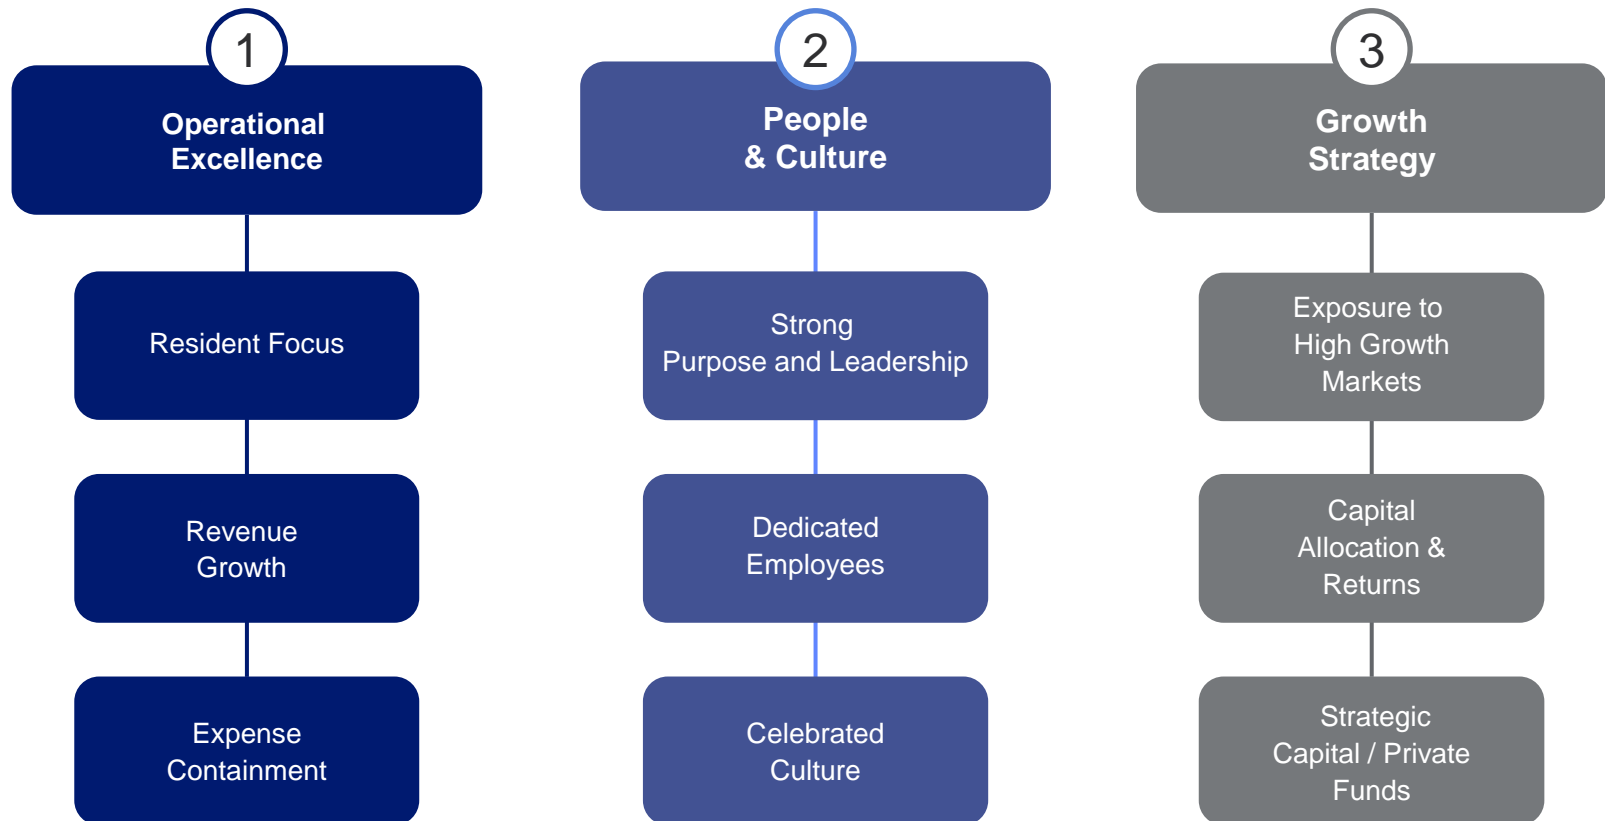 1
Operational
Excellence
Resident Focus
Revenue
Growth
Expense
Containment
2
People
& Culture
Strong
Purpose and Leadership
Dedicated
Employees
Celebrated
Culture
3
Growth
Strategy
Exposure to
High Growth
Markets
Capital
Allocation &
Returns
Strategic
Capital / Private
Funds